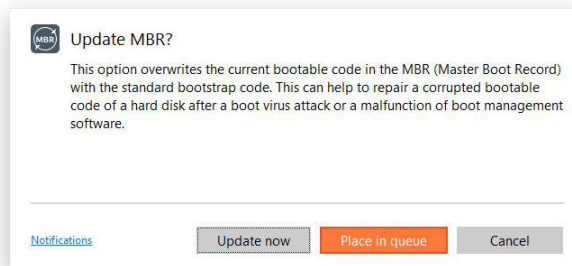 MBR
Update MBR?
This option overwrites the current bootable code in the MBR (Master Boot Record)
with the standard bootstrap code. This can help to repair a corrupted bootable
code of a hard disk after a boot virus attack or a malfunction of boot management
software.
Notifications
Update now
Place in queue
Cancel